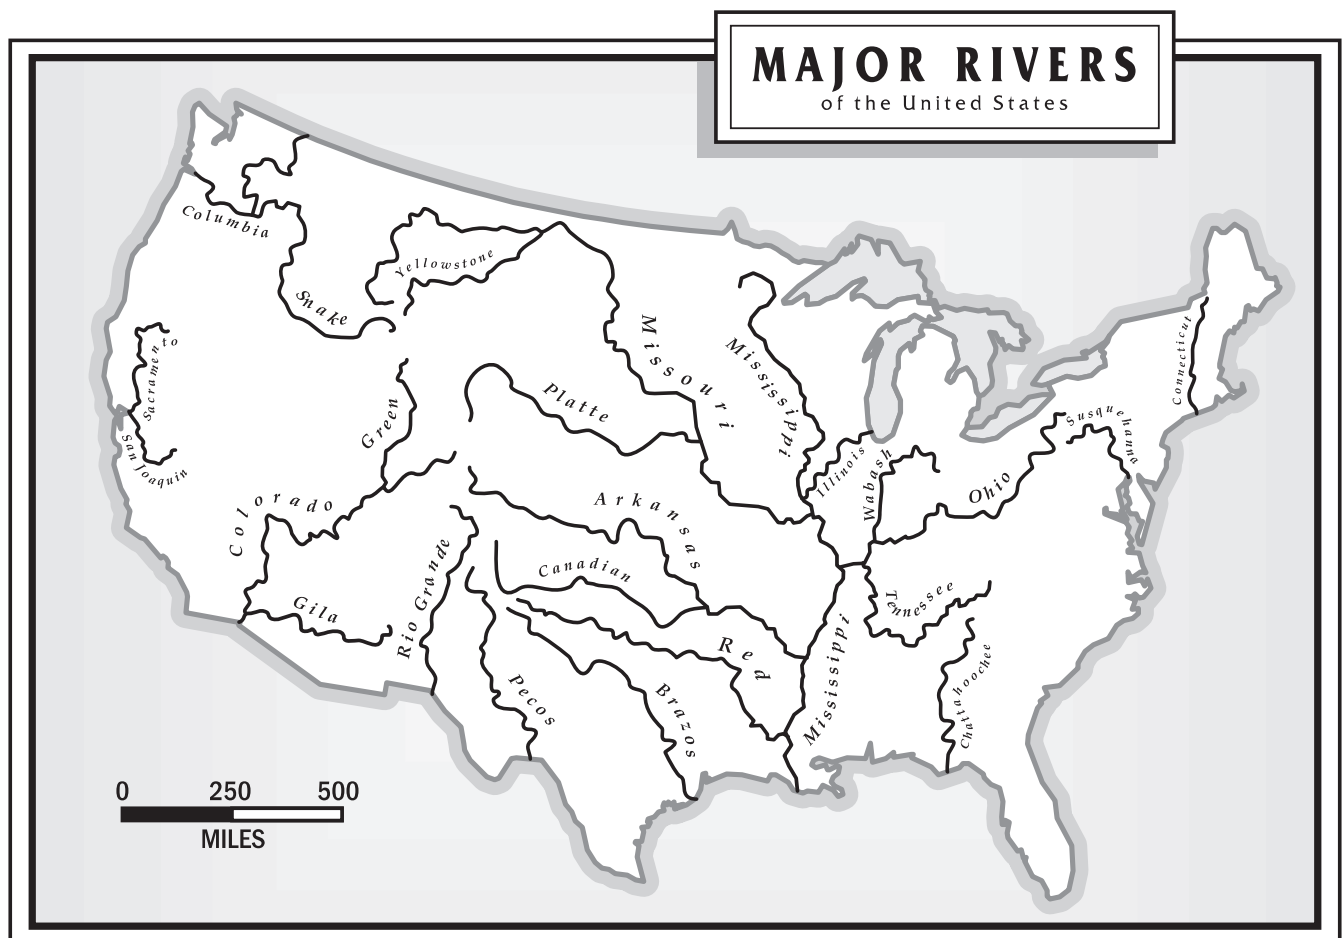 MAJOR RIVERS
of the United States
Columbia
Snake
Yellowstone
Missouri
Mississippi
Connecticut
Sacramento
San Joaquin
Green
Platte
Illinois
Wabash
Ohio
Susquehanna
Colorado
Arkansas
Gila
Rio Grande
Canadian
Tennessee
Red
Pecos
Brazos
Mississippi
Chattahoochee
0 250 500
MILES